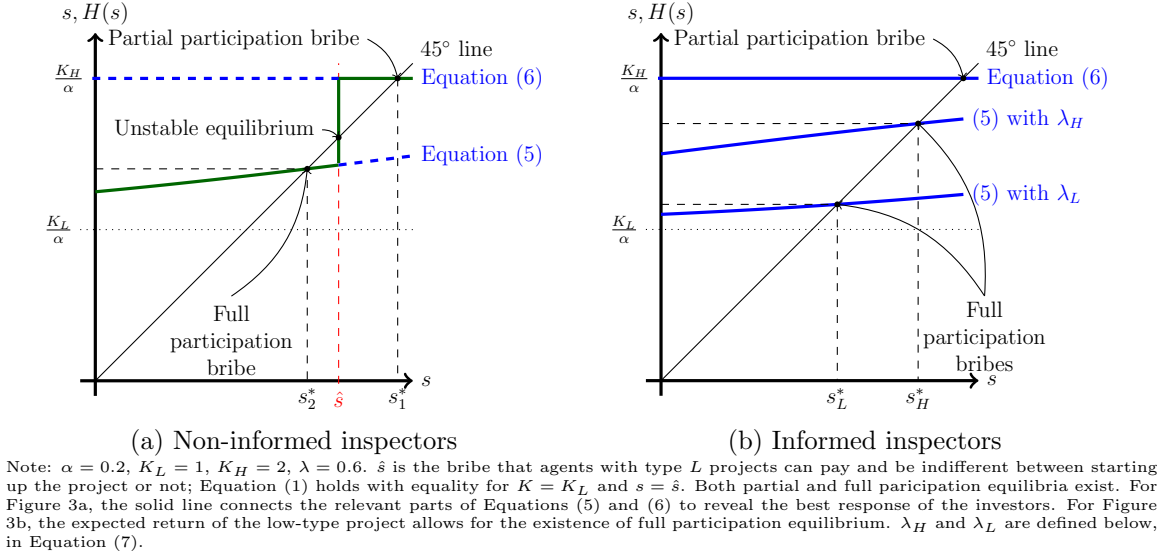 s, H(s)
Partial participation bribe
45° line
K_H/α
Equation (6)
Unstable equilibrium
Equation (5)
K_L/α
Full
participation
bribe
s
s*_2
ŝ
s*_1
(a) Non-informed inspectors
s, H(s)
Partial participation bribe
45° line
K_H/α
Equation (6)
(5) with λ_H
(5) with λ_L
K_L/α
Full
participation
bribes
s
s*_L
s*_H
(b) Informed inspectors
Note: α = 0.2, K_L = 1, K_H = 2, λ = 0.6. ŝ is the bribe that agents with type L projects can pay and be indifferent between starting
up the project or not; Equation (1) holds with equality for K = K_L and s = ŝ. Both partial and full paricipation equilibria exist. For
Figure 3a, the solid line connects the relevant parts of Equations (5) and (6) to reveal the best response of the investors. For Figure
3b, the expected return of the low-type project allows for the existence of full participation equilibrium. λ_H and λ_L are defined below,
in Equation (7).